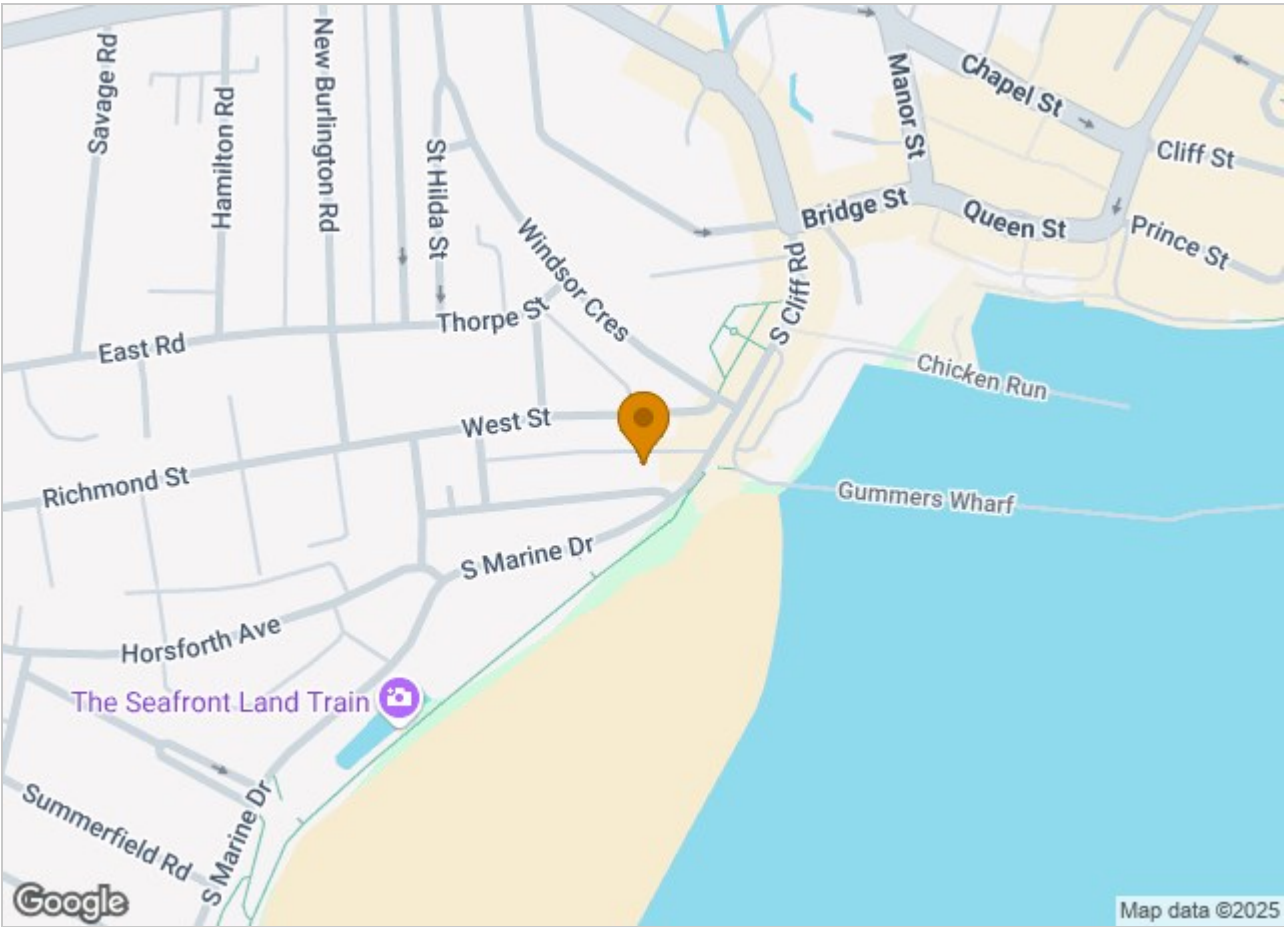 Savage Rd
Hamilton Rd
New Burlington Rd
St Hilda St
Manor St
Chapel St
Cliff St
Bridge St
Queen St
Prince St
Windsor Cres
S Cliff Rd
Thorpe St
East Rd
Chicken Run
West St
Richmond St
Gummers Wharf
S Marine Dr
Horsforth Ave
The Seafront Land Train
Summerfield Rd
S Marine Dr
Google
Map data ©2025